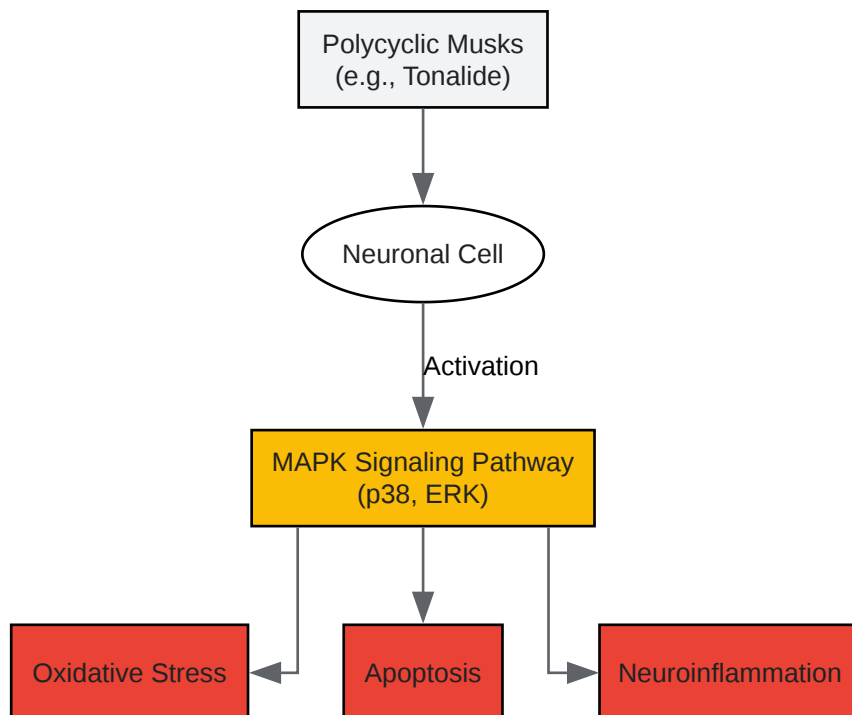 Polycyclic Musks
(e.g., Tonalide)
Neuronal Cell
Activation
MAPK Signaling Pathway
(p38, ERK)
Oxidative Stress
Apoptosis
Neuroinflammation